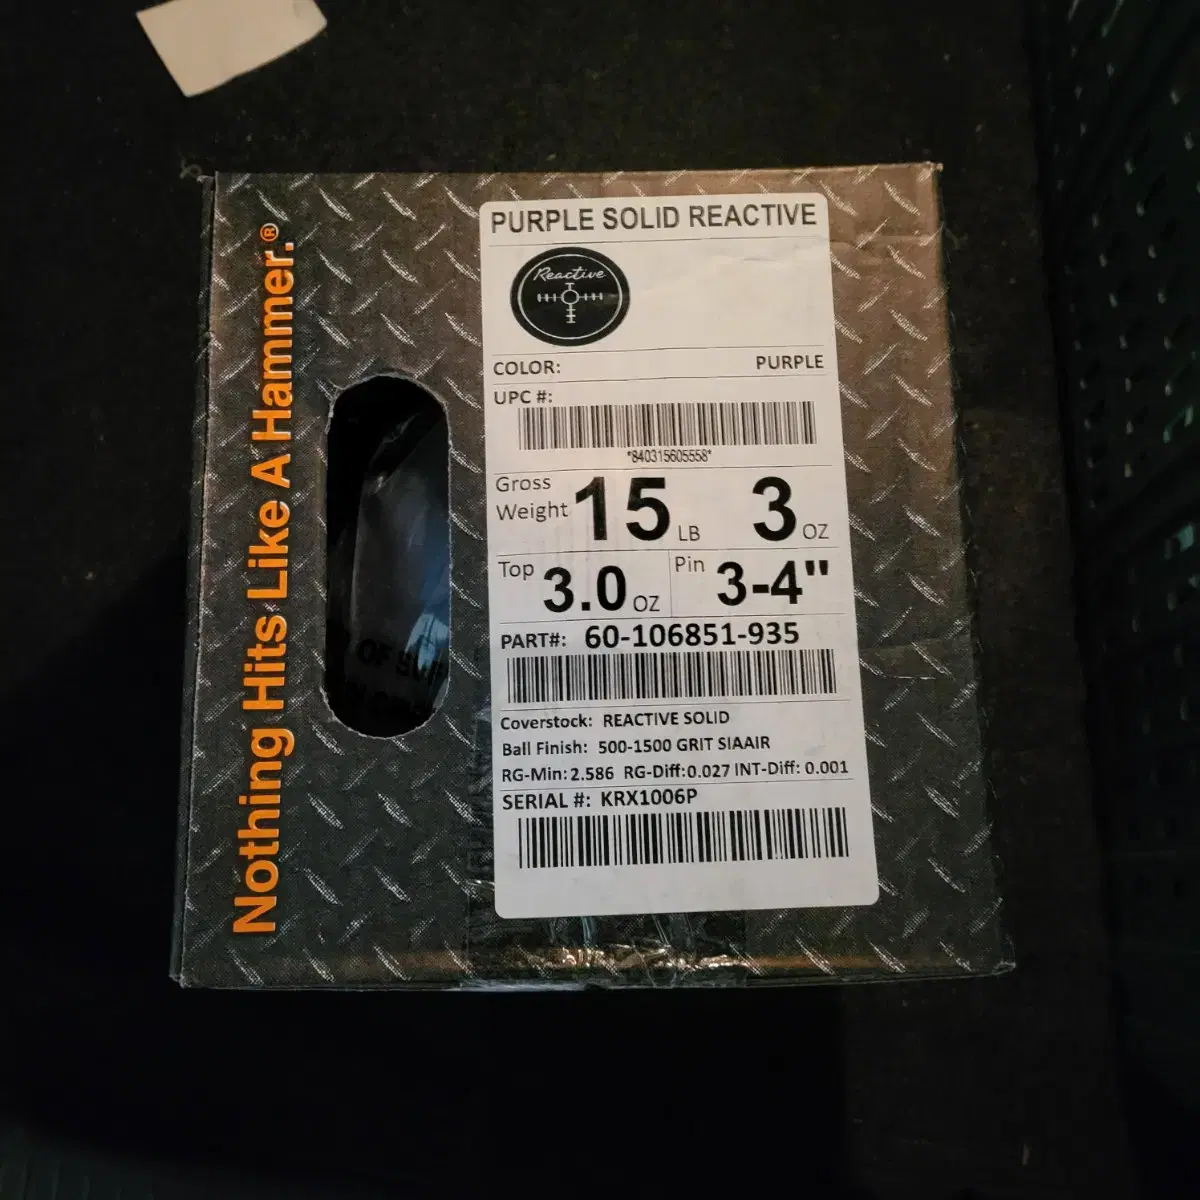 Nothing Hits Like A Hammer.®
PURPLE SOLID REACTIVE
Reactive
COLOR: PURPLE
UPC #:
*840315605558*
Gross Weight 15 LB 3 OZ
Top 3.0 OZ Pin 3-4"
PART#: 60-106851-935
Coverstock: REACTIVE SOLID
Ball Finish: 500-1500 GRIT SIAAIR
RG-Min: 2.586 RG-Diff: 0.027 INT-Diff: 0.001
SERIAL #: KRX1006P
OF